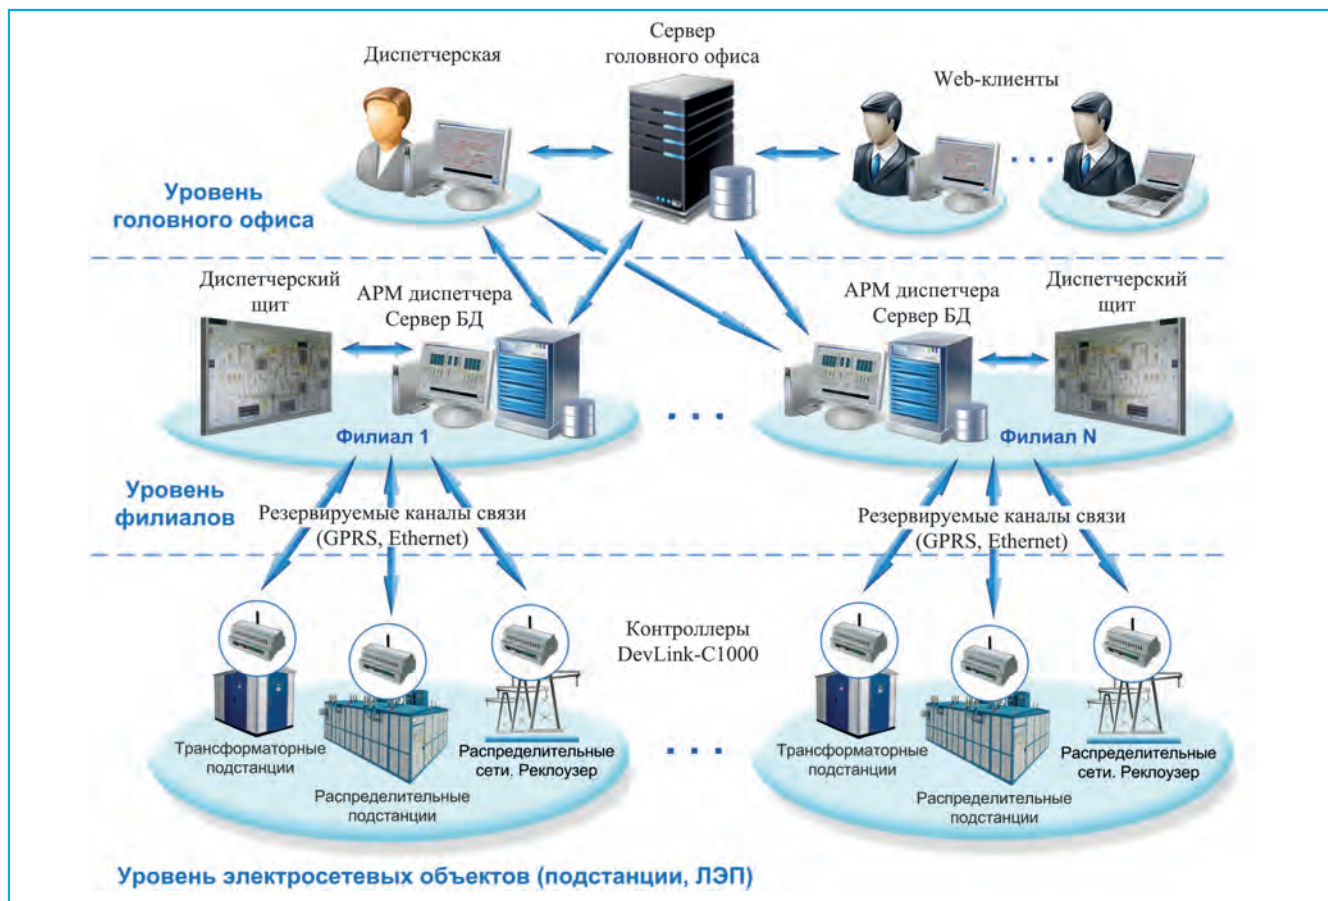 Диспетчерская
Сервер
головного офиса
Web-клиенты
Уровень
головного офиса
Диспетчерский
щит
АРМ диспетчера
Сервер БД
АРМ диспетчера
Сервер БД
Диспетчерский
щит
Филиал 1
Филиал N
Уровень
филиалов
Резервируемые каналы связи
(GPRS, Ethernet)
Резервируемые каналы связи
(GPRS, Ethernet)
Контроллеры
DevLink-C1000
Трансформаторные
подстанции
Распределительные
подстанции
Распределительные
сети. Реклоузер
Трансформаторные
подстанции
Распределительные
подстанции
Распределительные
сети. Реклоузер
Уровень электросетевых объектов (подстанции, ЛЭП)